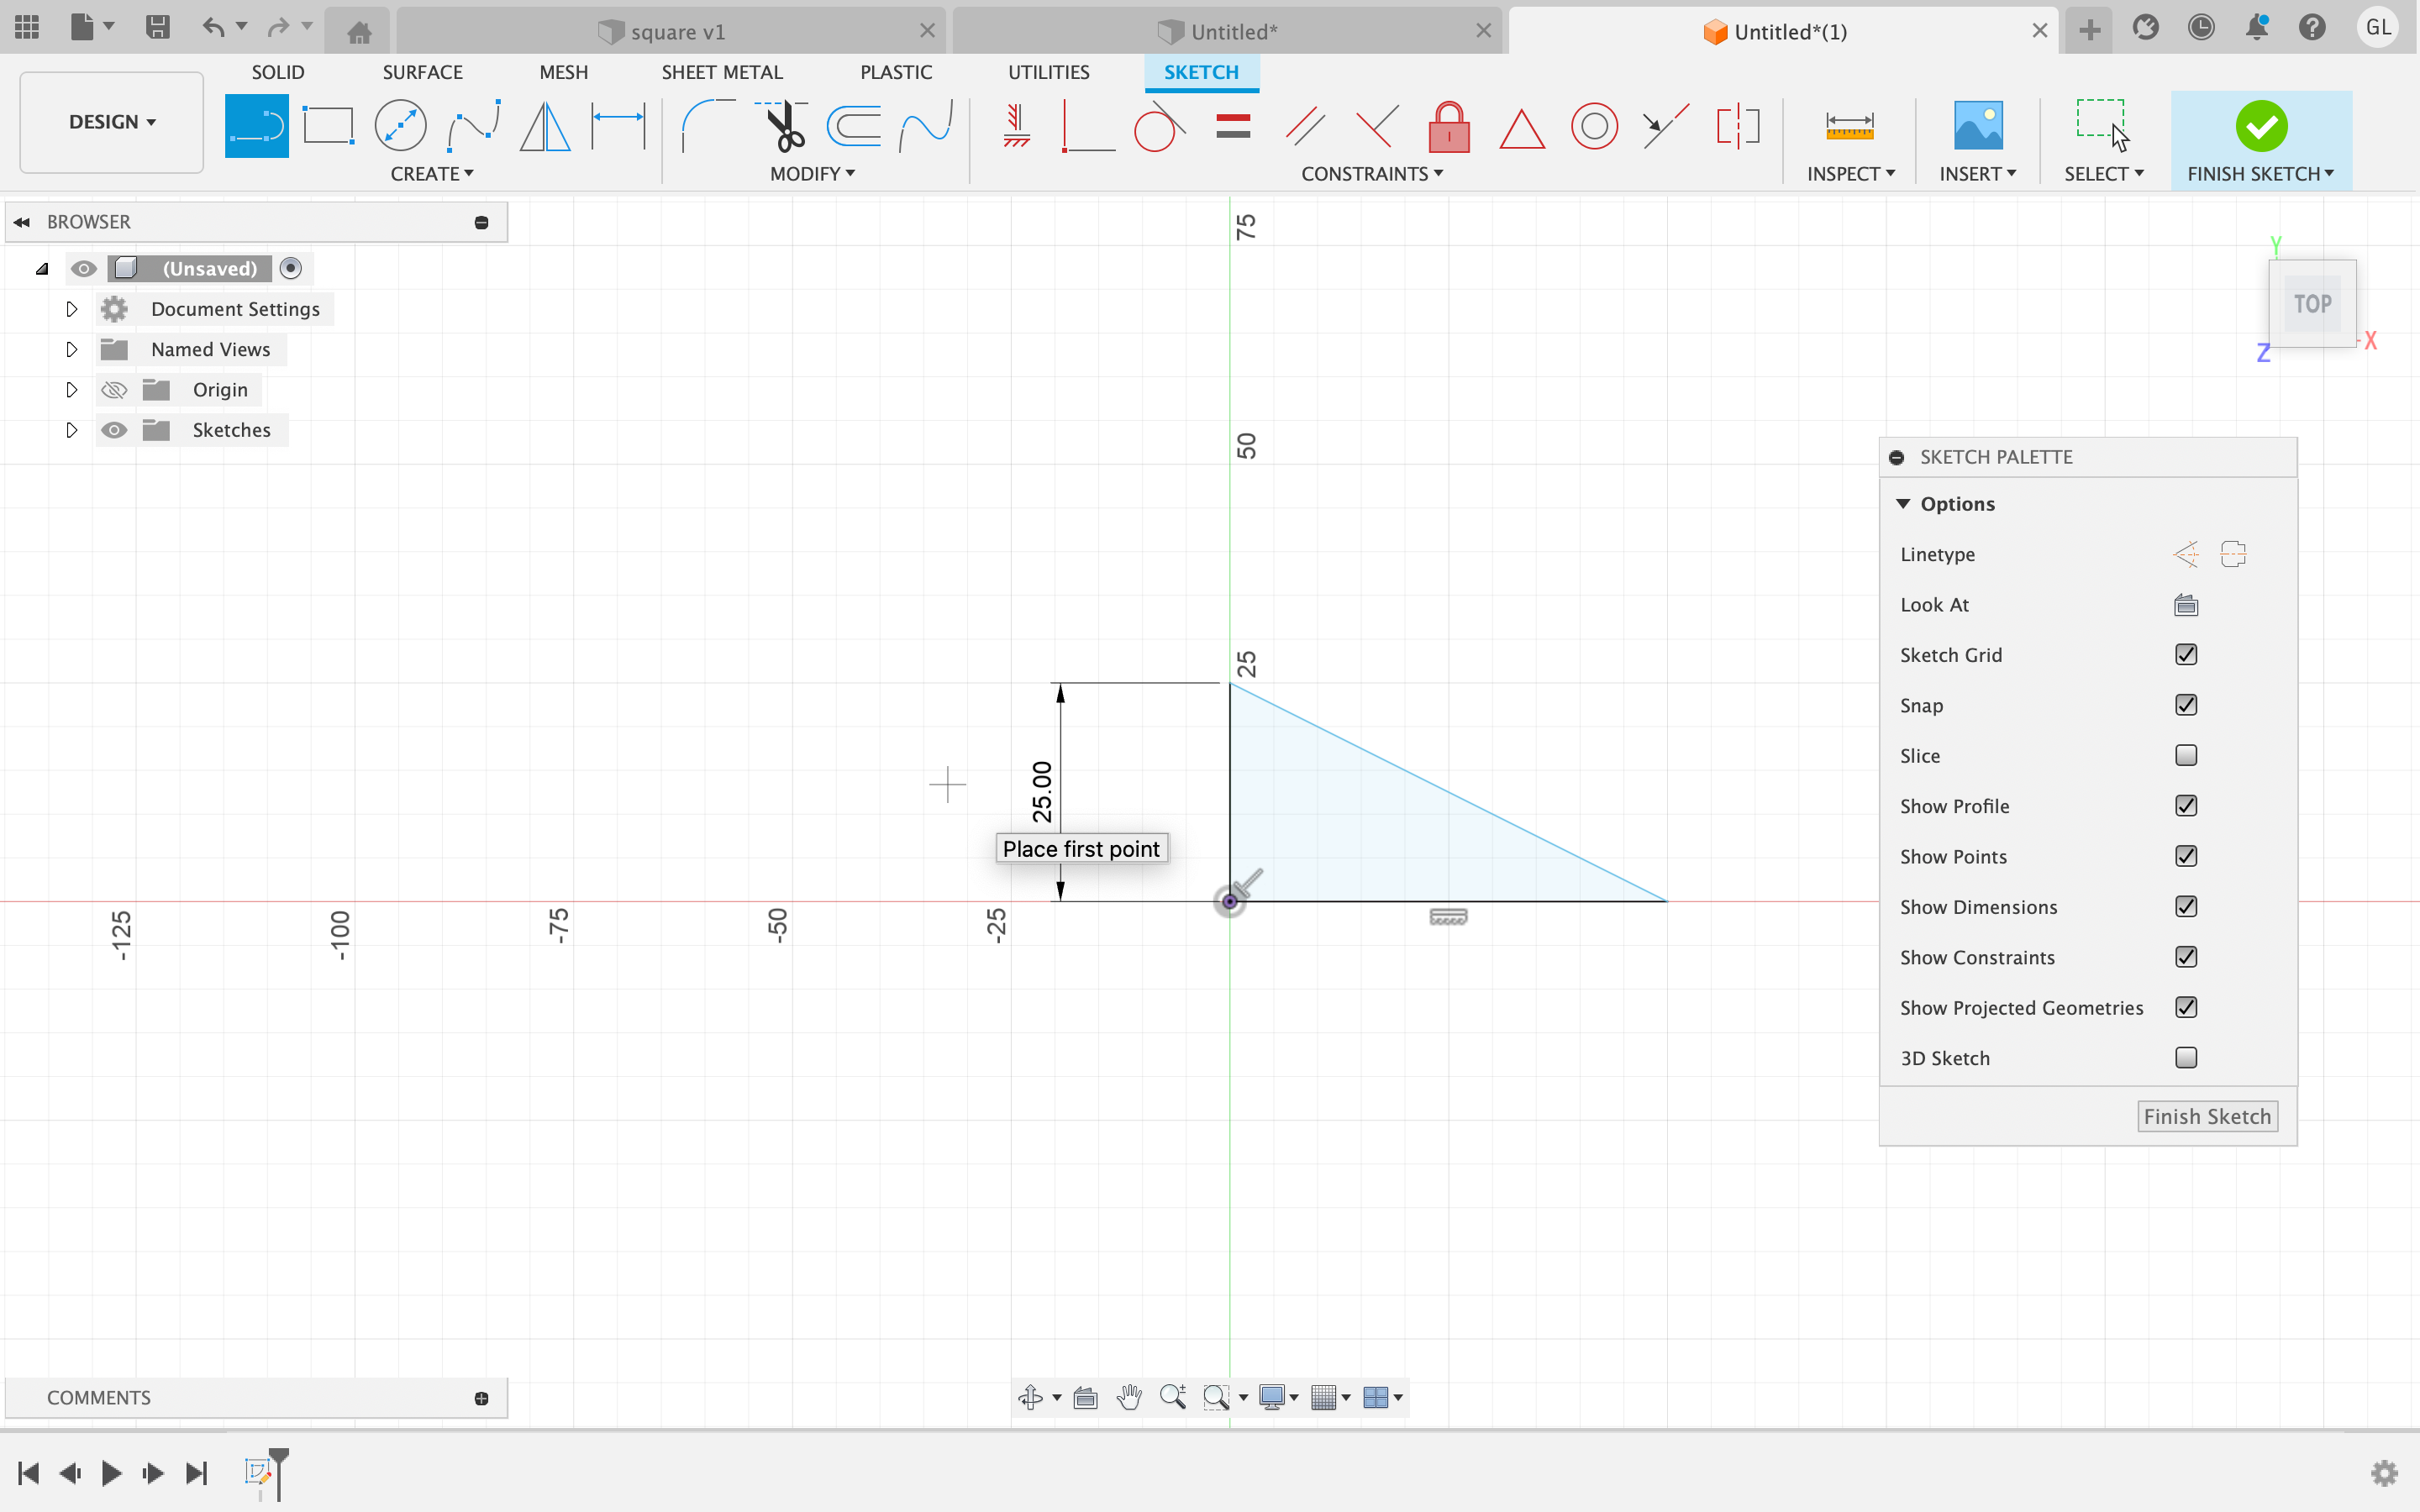 square v1
Untitled*
Untitled*(1)
GL
DESIGN
SOLID
SURFACE
MESH
SHEET METAL
PLASTIC
UTILITIES
SKETCH
CREATE
MODIFY
CONSTRAINTS
INSPECT
INSERT
SELECT
FINISH SKETCH
BROWSER
(Unsaved)
Document Settings
Named Views
Origin
Sketches
75
50
25
25.00
Place first point
-125
-100
-75
-50
-25
Y
TOP
X
Z
SKETCH PALETTE
Options
Linetype
Look At
Sketch Grid
Snap
Slice
Show Profile
Show Points
Show Dimensions
Show Constraints
Show Projected Geometries
3D Sketch
Finish Sketch
COMMENTS